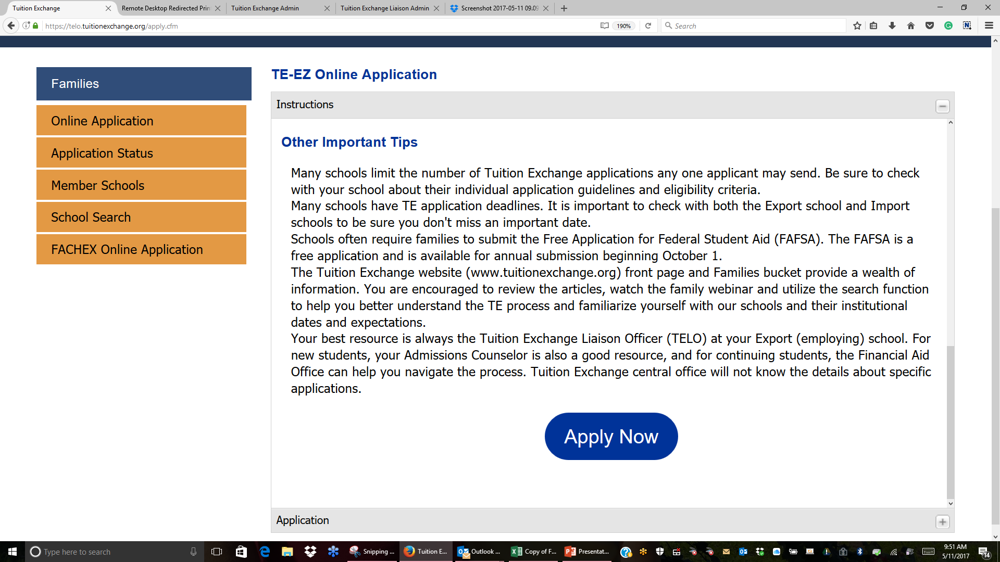 Tuition Exchange
Remote Desktop Redirected Prin
Tuition Exchange Admin
Tuition Exchange Liaison Admin
Screenshot 2017-05-11 09.09
https://telo.tuitionexchange.org/apply.cfm
190%
Search
Families
Online Application
Application Status
Member Schools
School Search
FACHEX Online Application
TE-EZ Online Application
Instructions
Other Important Tips
Many schools limit the number of Tuition Exchange applications any one applicant may send. Be sure to check
with your school about their individual application guidelines and eligibility criteria.
Many schools have TE application deadlines. It is important to check with both the Export school and Import
schools to be sure you don't miss an important date.
Schools often require families to submit the Free Application for Federal Student Aid (FAFSA). The FAFSA is a
free application and is available for annual submission beginning October 1.
The Tuition Exchange website (www.tuitionexchange.org) front page and Families bucket provide a wealth of
information. You are encouraged to review the articles, watch the family webinar and utilize the search function
to help you better understand the TE process and familiarize yourself with our schools and their institutional
dates and expectations.
Your best resource is always the Tuition Exchange Liaison Officer (TELO) at your Export (employing) school. For
new students, your Admissions Counselor is also a good resource, and for continuing students, the Financial Aid
Office can help you navigate the process. Tuition Exchange central office will not know the details about specific
applications.
Apply Now
Application
Type here to search
Snipping ...
Tuition E...
Outlook ...
Copy of F...
Presentat...
9:51 AM
5/11/2017
14